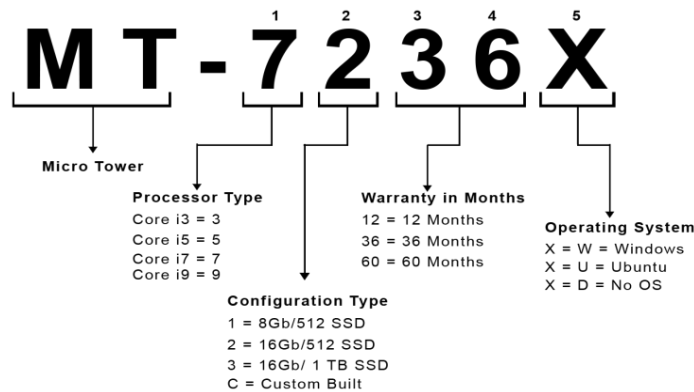 1 2 3 4 5
MT-7236X
Micro Tower
Processor Type
Core i3 = 3
Core i5 = 5
Core i7 = 7
Core i9 = 9
Configuration Type
1 = 8Gb/512 SSD
2 = 16Gb/512 SSD
3 = 16Gb/ 1 TB SSD
C = Custom Built
Warranty in Months
12 = 12 Months
36 = 36 Months
60 = 60 Months
Operating System
X = W = Windows
X = U = Ubuntu
X = D = No OS